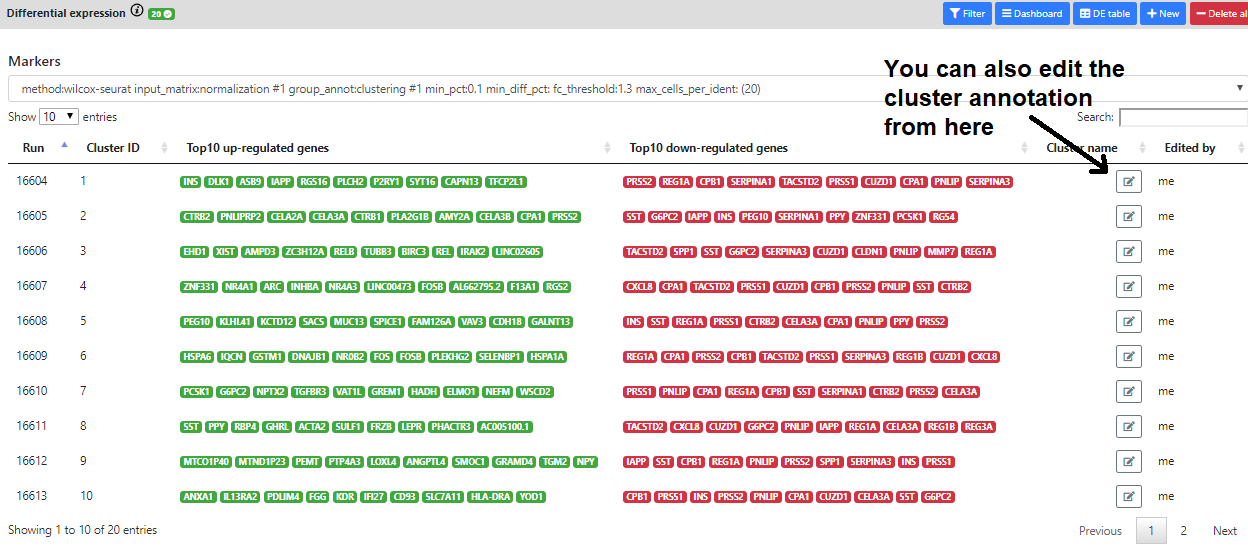 Differential expression 20
Filter Dashboard DE table New Delete al
Markers
method:wilcox-seurat input_matrix:normalization #1 group_annot:clustering #1 min_pct:0.1 min_diff_pct: fc_threshold:1.3 max_cells_per_ident: (20)
You can also edit the
cluster annotation
from here
Show 10 entries
Search:
Run Cluster ID Top10 up-regulated genes Top10 down-regulated genes Cluster name Edited by
16604 1 INS DLK1 ASB9 IAPP RGS16 PLCH2 P2RY1 SYT16 CAPN13 TFCP2L1 PRSS2 REG1A CPB1 SERPINA1 TACSTD2 PRSS1 CUZD1 CPA1 PNLIP SERPINA3 me
16605 2 CTRB2 PNLIPRP2 CELA2A CELA3A CTRB1 PLA2G1B AMY2A CELA3B CPA1 PRSS2 SST G6PC2 IAPP INS PEG10 SERPINA1 PPY ZNF331 PCSK1 RGS4 me
16606 3 EHD1 XIST AMPD3 ZC3H12A RELB TUBB3 BIRC3 REL IRAK2 LINC02605 TACSTD2 SPP1 SST G6PC2 SERPINA3 CUZD1 CLDN1 PNLIP MMP7 REG1A me
16607 4 ZNF331 NR4A1 ARC INHBA NR4A3 LINC00473 FOSB AL662795.2 F13A1 RGS2 CXCL8 CPA1 TACSTD2 PRSS1 CUZD1 CPB1 PRSS2 PNLIP SST CTRB2 me
16608 5 PEG10 KLHL41 KCTD12 SACS MUC13 SPICE1 FAM126A VAV3 CDH18 GALNT13 INS SST REG1A PRSS1 CTRB2 CELA3A CPA1 PNLIP PPY PRSS2 me
16609 6 HSPA6 IQCN GSTM1 DNAJB1 NR0B2 FOS FOSB PLEKHG2 SELENBP1 HSPA1A REG1A CPA1 PRSS2 CPB1 TACSTD2 PRSS1 SERPINA3 REG1B CUZD1 CXCL8 me
16610 7 PCSK1 G6PC2 NPTX2 TGFBR3 VAT1L GREM1 HADH ELMO1 NEFM WSCD2 PRSS1 PNLIP CPA1 REG1A CPB1 SST SERPINA1 CTRB2 PRSS2 CELA3A me
16611 8 SST PPY RBP4 GHRL ACTA2 SULF1 FRZB LEPR PHACTR3 AC005100.1 TACSTD2 CXCL8 CUZD1 G6PC2 PNLIP IAPP REG1A CELA3A REG1B REG3A me
16612 9 MTCO1P40 MTND1P23 PEMT PTP4A3 LOXL4 ANGPTL4 SMOC1 GRAMD4 TGM2 NPY IAPP SST CPB1 REG1A PNLIP PRSS2 SPP1 SERPINA3 INS PRSS1 me
16613 10 ANXA1 IL13RA2 PDLIM4 FGG KDR IFI27 CD93 SLC7A11 HLA-DRA YOD1 CPB1 PRSS1 INS PRSS2 PNLIP CPA1 CUZD1 CELA3A SST G6PC2 me
Showing 1 to 10 of 20 entries
Previous 1 2 Next